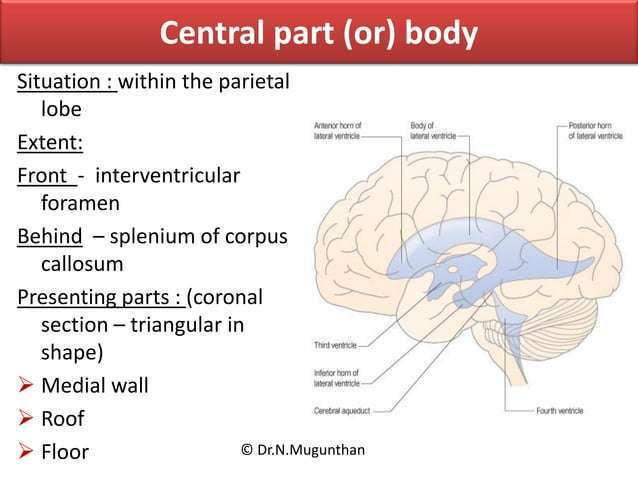 Central part (or) body
Situation : within the parietal
lobe
Extent:
Front - interventricular
foramen
Behind – splenium of corpus
callosum
Presenting parts : (coronal
section – triangular in
shape)
➢ Medial wall
➢ Roof
➢ Floor
Anterior horn of
lateral ventricle
Body of
lateral ventricle
Posterior horn
of lateral ventricle
Third ventricle
Inferior horn of
lateral ventricle
Cerebral aqueduct
Fourth ventricle
© Dr.N.Mugunthan